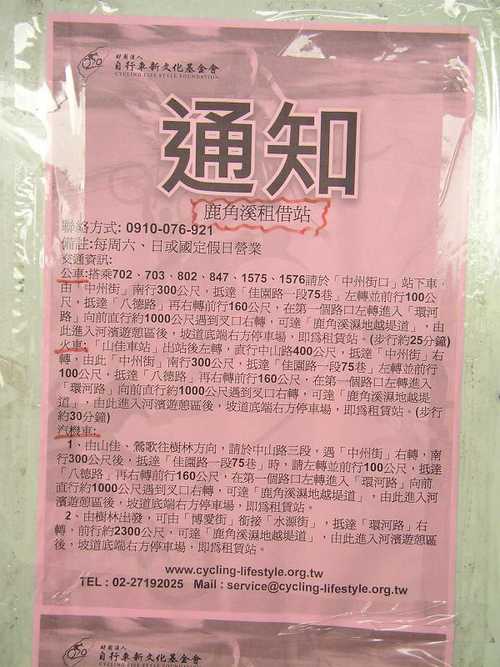 財團法人
自行車新文化基金會
CYCLING LIFE STYLE FOUNDATION
通知
鹿角溪租借站
聯絡方式: 0910-076-921
備註:每周六、日或國定假日營業
交通資訊:
公車:搭乘702、703、802、847、1575、1576請於「中州街口」站下車
,由「中州街」南行300公尺，抵達「佳園路一段75巷」左轉並前行100公
尺，抵達「八德路」再右轉前行160公尺，在第一個路口左轉進入「環河
路」向前直行約1000公尺遇到叉口右轉，可達「鹿角溪濕地越堤道」，由
此進入河濱遊憩區後，坡道底端右方停車場，即為租賃站。(步行約25分鐘)
火車:「山佳車站」出站後左轉，直行中山路400公尺，抵達「中州街」右
轉，由此「中州街」南行300公尺，抵達「佳園路一段75巷」左轉並前行
100公尺，抵達「八德路」再右轉前行160公尺，在第一個路口左轉進入
「環河路」向前直行約1000公尺遇到叉口右轉，可達「鹿角溪濕地越堤
道」，由此進入河濱遊憩區後，坡道底端右方停車場，即爲租賃站。(步行
約30分鐘)
汽機車:
1、由山佳、鶯歌往樹林方向，請於中山路三段，遇「中州街」右轉，南
行300公尺後，抵達「佳園路一段75巷」時，請左轉並前行100公尺，抵達
「八德路」再右轉前行160公尺，在第一個路口左轉進入「環河路」向前
直行約1000公尺遇到叉口右轉，可達「鹿角溪濕地越堤道」，由此進入河
濱遊憩區後，坡道底端右方停車場，即爲租賃站。
2、由樹林出發，可由「博愛街」銜接「水源街」，抵達「環河路」右
轉，前行約2300公尺，可達「鹿角溪濕地越堤道」，由此進入河濱遊憩區
後，坡道底端右方停車場，即爲租賃站。
www.cycling-lifestyle.org.tw
TEL : 02-27192025 Mail : service@cycling-lifestyle.org.tw
財團法人
自行車新文化基金會
CYCLING LIFE STYLE FOUNDATION